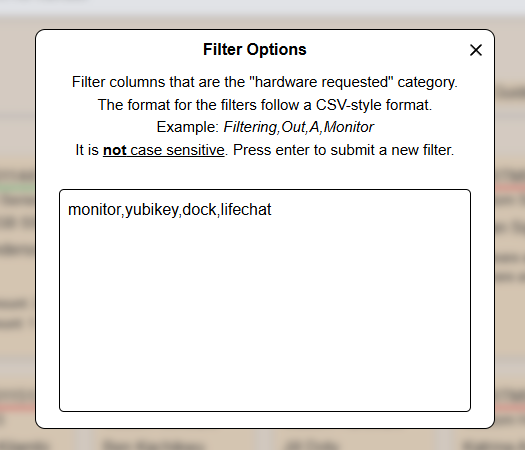 Filter Options
Filter columns that are the "hardware requested" category.
The format for the filters follow a CSV-style format.
Example: Filtering,Out,A,Monitor
It is not case sensitive. Press enter to submit a new filter.
monitor,yubikey,dock,lifechat